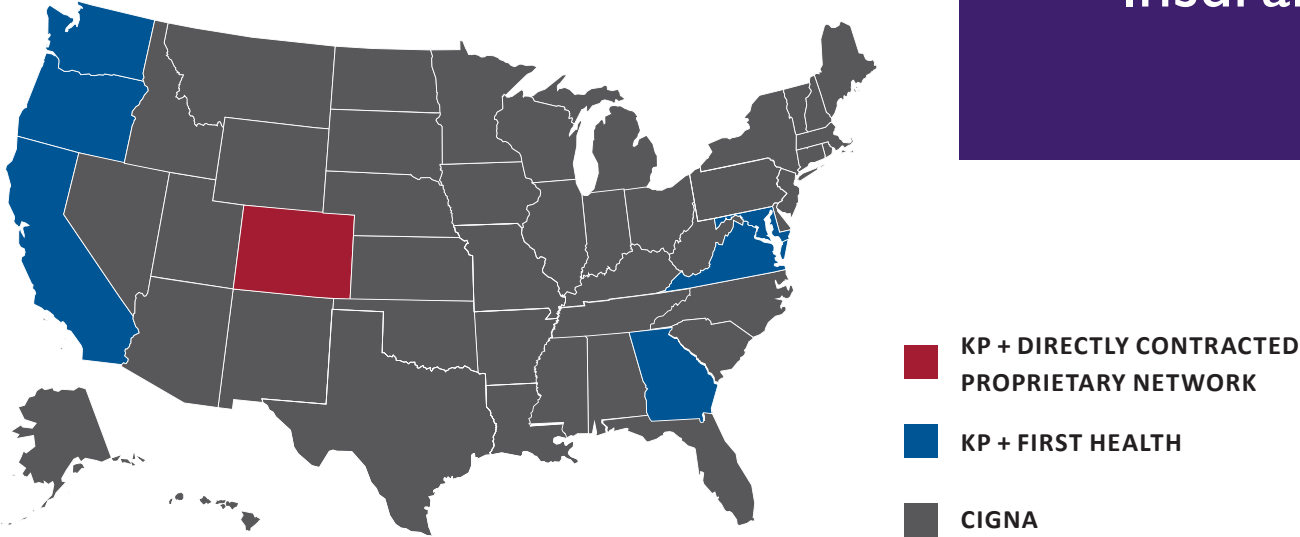 KP + DIRECTLY CONTRACTED
PROPRIETARY NETWORK
KP + FIRST HEALTH
CIGNA